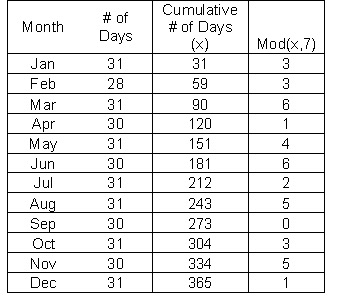 Month # of Days Cumulative # of Days (x) Mod(x,7)
Jan 31 31 3
Feb 28 59 3
Mar 31 90 6
Apr 30 120 1
May 31 151 4
Jun 30 181 6
Jul 31 212 2
Aug 31 243 5
Sep 30 273 0
Oct 31 304 3
Nov 30 334 5
Dec 31 365 1